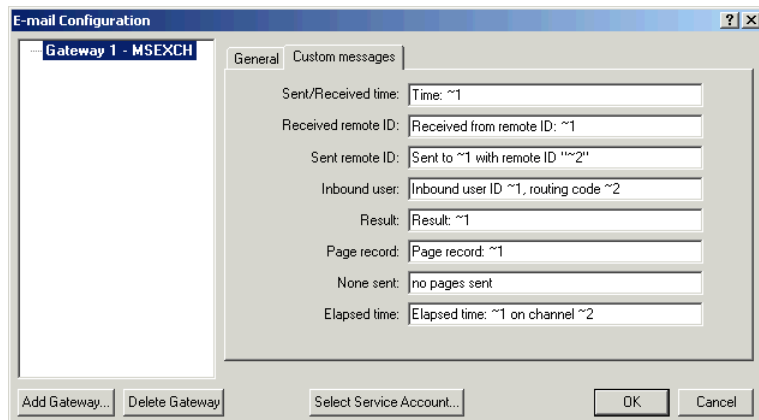 E-mail Configuration
Gateway 1 - MSEXCH
General Custom messages
Sent/Received time: Time: ~1
Received remote ID: Received from remote ID: ~1
Sent remote ID: Sent to ~1 with remote ID "~2"
Inbound user: Inbound user ID ~1, routing code ~2
Result: Result: ~1
Page record: Page record: ~1
None sent: no pages sent
Elapsed time: Elapsed time: ~1 on channel ~2
Add Gateway... Delete Gateway Select Service Account... OK Cancel